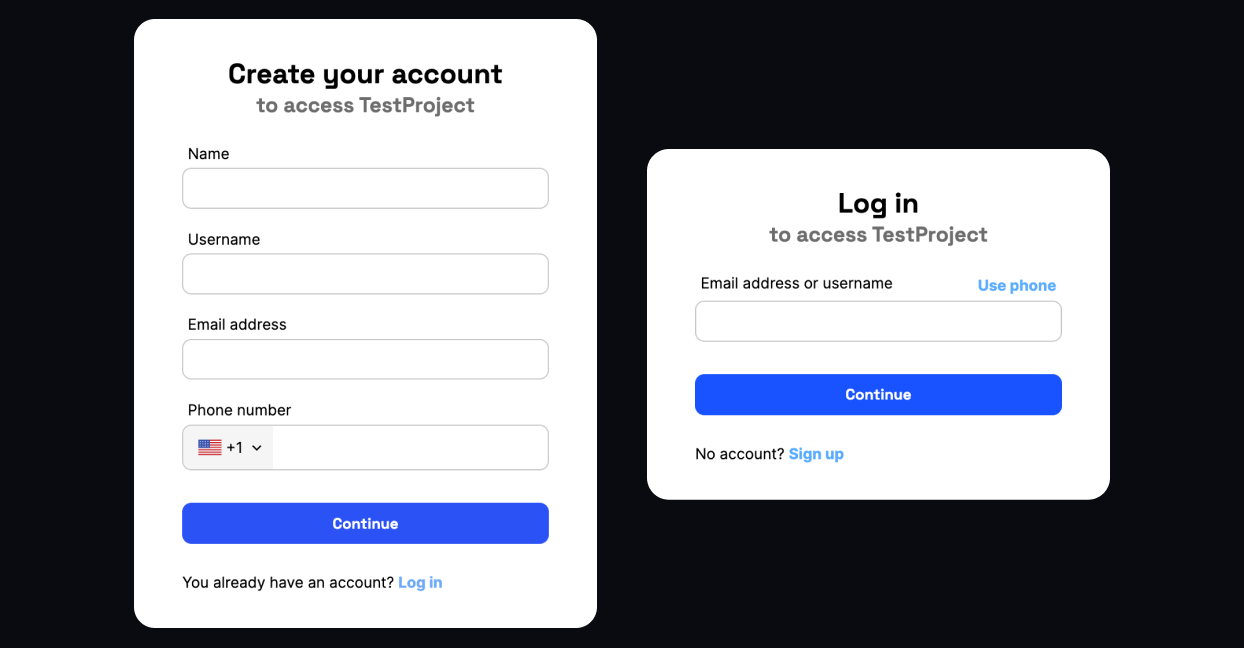 Create your account
to access TestProject
Name
Username
Email address
Phone number
+1
Continue
You already have an account? Log in
Log in
to access TestProject
Email address or username
Use phone
Continue
No account? Sign up